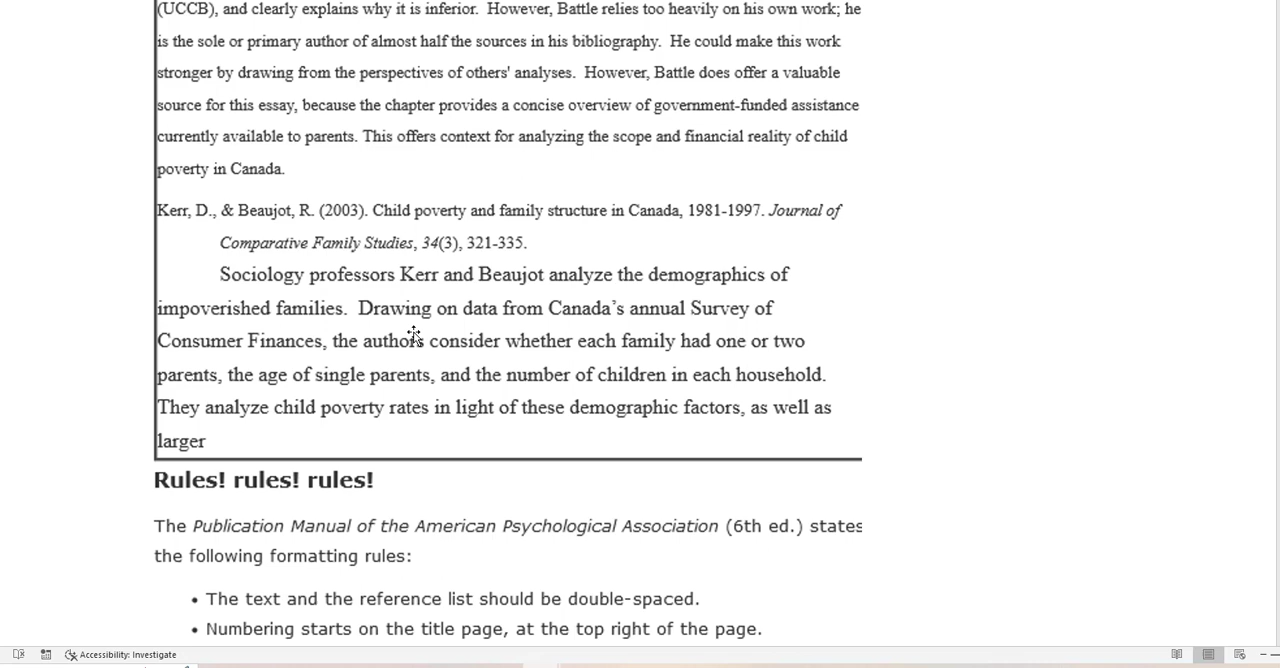 (UCCB), and clearly explains why it is inferior.  However, Battle relies too heavily on his own work; he
is the sole or primary author of almost half the sources in his bibliography.  He could make this work
stronger by drawing from the perspectives of others' analyses.  However, Battle does offer a valuable
source for this essay, because the chapter provides a concise overview of government-funded assistance
currently available to parents. This offers context for analyzing the scope and financial reality of child
poverty in Canada.
Kerr, D., & Beaujot, R. (2003). Child poverty and family structure in Canada, 1981-1997. Journal of
Comparative Family Studies, 34(3), 321-335.
Sociology professors Kerr and Beaujot analyze the demographics of
impoverished families.  Drawing on data from Canada’s annual Survey of
Consumer Finances, the authors consider whether each family had one or two
parents, the age of single parents, and the number of children in each household.
They analyze child poverty rates in light of these demographic factors, as well as
larger
Rules! rules! rules!
The Publication Manual of the American Psychological Association (6th ed.) states
the following formatting rules:
• The text and the reference list should be double-spaced.
• Numbering starts on the title page, at the top right of the page.
Accessibility: Investigate